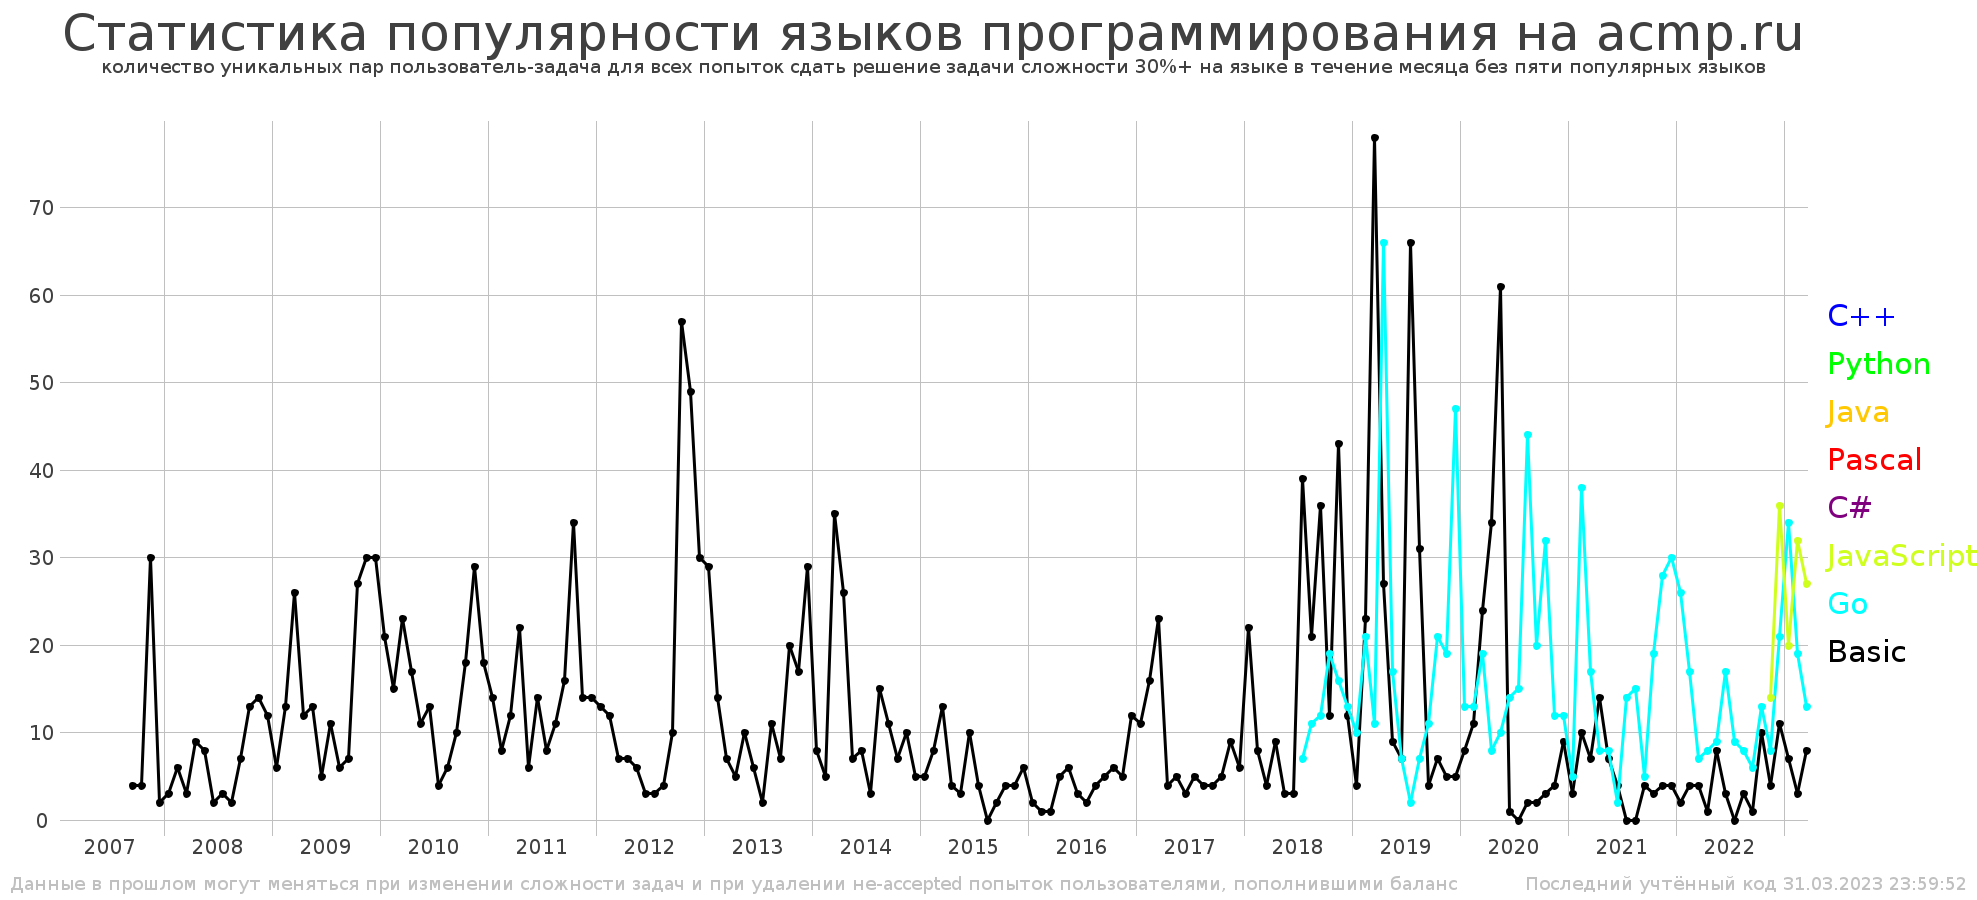 Статистика популярности языков программирования на acmp.ru
количество уникальных пар пользователь-задача для всех попыток сдать решение задачи сложности 30%+ на языке в течение месяца без пяти популярных языков
70
60
50
40
30
20
10
0
C++
Python
Java
Pascal
C#
JavaScript
Go
Basic
2007 2008 2009 2010 2011 2012 2013 2014 2015 2016 2017 2018 2019 2020 2021 2022
Данные в прошлом могут меняться при изменении сложности задач и при удалении не-accepted попыток пользователями, пополнившими баланс
Последний учтённый код 31.03.2023 23:59:52